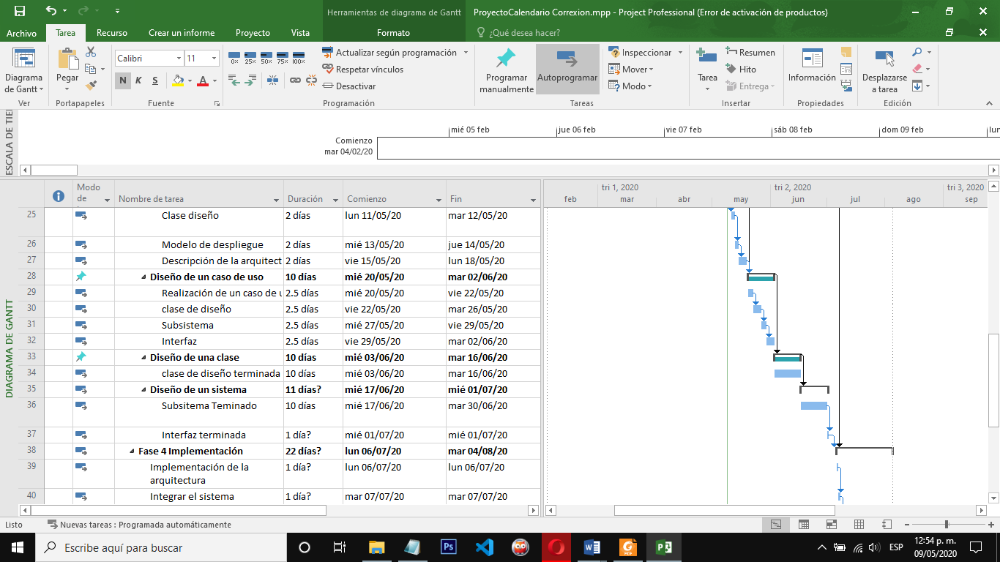 Herramientas de diagrama de Gantt
ProyectoCalendario Correxion.mpp - Project Professional (Error de activación de productos)
Archivo
Tarea
Recurso
Crear un informe
Proyecto
Vista
Formato
¿Qué desea hacer?
Diagrama de Gantt
Pegar
Calibri
11
N K S
0% 25% 50% 75% 100%
Actualizar según programación
Respetar vínculos
Desactivar
Programar manualmente
Autoprogramar
Inspeccionar
Mover
Modo
Tarea
Resumen
Hito
Entrega
Información
Desplazarse a tarea
Ver
Portapapeles
Fuente
Programación
Tareas
Insertar
Propiedades
Edición
ESCALA DE TIE
mié 05 feb
jue 06 feb
vie 07 feb
sáb 08 feb
dom 09 feb
lun
Comienzo
mar 04/02/20
DIAGRAMA DE GANTT
Modo de
Nombre de tarea
Duración
Comienzo
Fin
tri 1, 2020
tri 2, 2020
tri 3, 2020
feb mar abr may jun jul ago sep
25 Clase diseño 2 días lun 11/05/20 mar 12/05/20
26 Modelo de despliegue 2 días mié 13/05/20 jue 14/05/20
27 Descripción de la arquitect 2 días vie 15/05/20 lun 18/05/20
28 Diseño de un caso de uso 10 días mié 20/05/20 mar 02/06/20
29 Realización de un caso de u 2.5 días mié 20/05/20 vie 22/05/20
30 clase de diseño 2.5 días vie 22/05/20 mar 26/05/20
31 Subsistema 2.5 días mié 27/05/20 vie 29/05/20
32 Interfaz 2.5 días vie 29/05/20 mar 02/06/20
33 Diseño de una clase 10 días mié 03/06/20 mar 16/06/20
34 clase de diseño terminada 10 días mié 03/06/20 mar 16/06/20
35 Diseño de un sistema 11 días? mié 17/06/20 mié 01/07/20
36 Subsitema Teminado 10 días mié 17/06/20 mar 30/06/20
37 Interfaz terminada 1 día? mié 01/07/20 mié 01/07/20
38 Fase 4 Implementación 22 días? lun 06/07/20 mar 04/08/20
39 Implementación de la arquitectura 1 día? lun 06/07/20 lun 06/07/20
40 Integrar el sistema 1 día? mar 07/07/20 mar 07/07/20
Listo
Nuevas tareas : Programada automáticamente
Escribe aquí para buscar
ESP
12:54 p. m.
09/05/2020